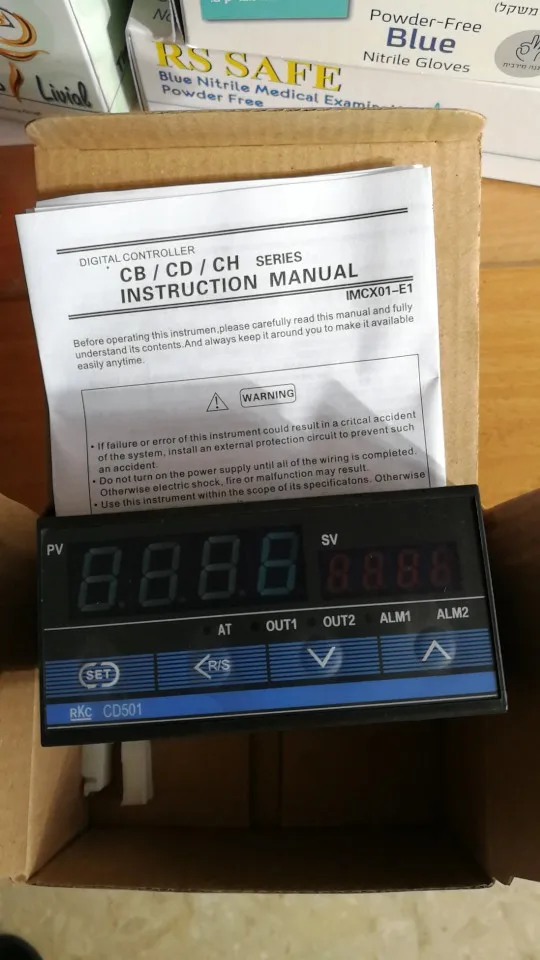 Livial
RS SAFE
Blue Nitrile Medical
Powder Free
Powder-Free
Blue
Nitrile Gloves
DIGITAL CONTROLLER
CB / CD / CH SERIES
INSTRUCTION MANUAL
IMCX01-E1
Before operating this instrumen,please carefully read this manual and fully
understand its contents.And always keep it around you to make it available
easily anytime.
WARNING
• If failure or error of this instrument could result in a critcal accident
of the system, install an external protection circuit to prevent such
an accident.
• Do not turn on the power supply until all of the wiring is completed.
Otherwise electric shock, fire or malfunction may result.
• Use this instrument within the scope of its specificatons. Otherwise
PV
SV
AT OUT1 OUT2 ALM1 ALM2
SET
R/S
RKC CD501